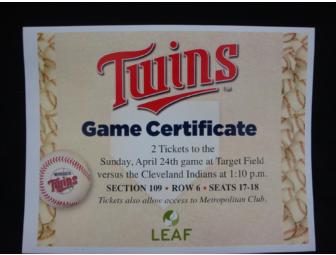 Twins
Game Certificate
2 Tickets to the
Sunday, April 24th game at Target Field
versus the Cleveland Indians at 1:10 p.m.
SECTION 109 • ROW 6 • SEATS 17-18
Tickets also allow access to Metropolitan Club.
Twins
LEAF